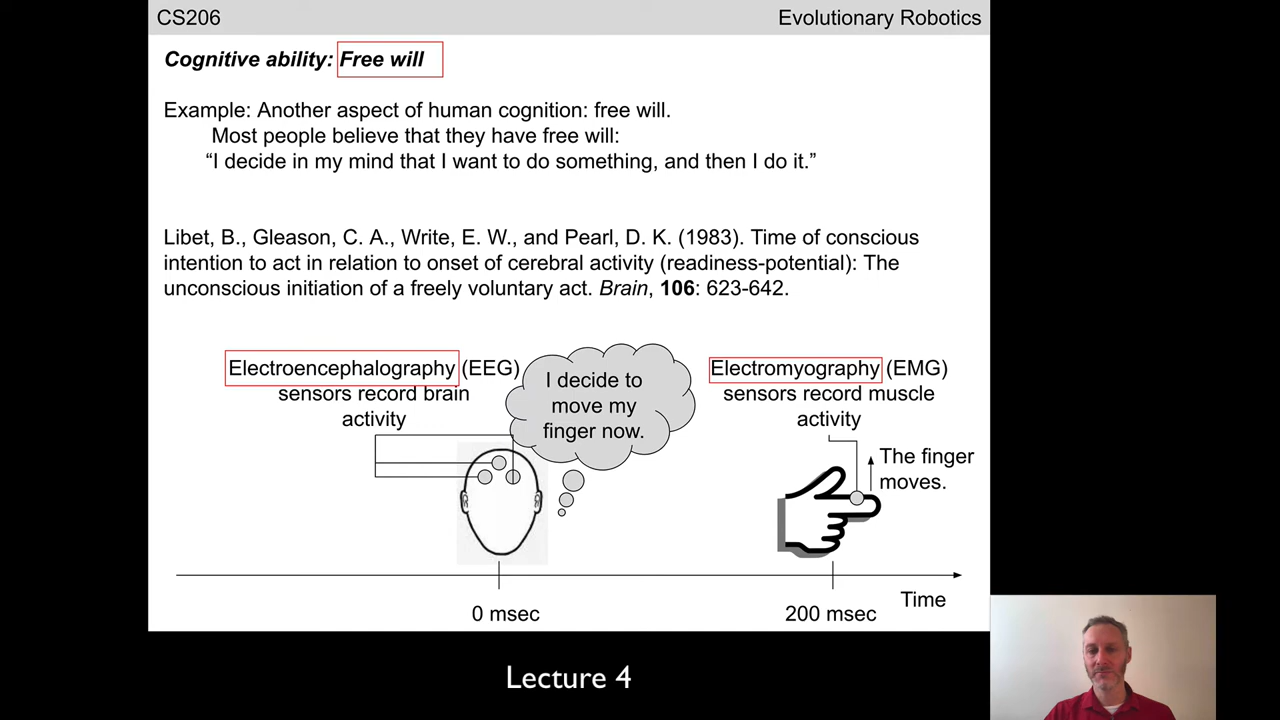 CS206
Evolutionary Robotics
Cognitive ability: Free will
Example: Another aspect of human cognition: free will.
Most people believe that they have free will:
“I decide in my mind that I want to do something, and then I do it.”
Libet, B., Gleason, C. A., Write, E. W., and Pearl, D. K. (1983). Time of conscious
intention to act in relation to onset of cerebral activity (readiness-potential): The
unconscious initiation of a freely voluntary act. Brain, 106: 623-642.
Electroencephalography (EEG)
sensors record brain
activity
I decide to
move my
finger now.
Electromyography (EMG)
sensors record muscle
activity
The finger
moves.
0 msec
200 msec
Time
Lecture 4